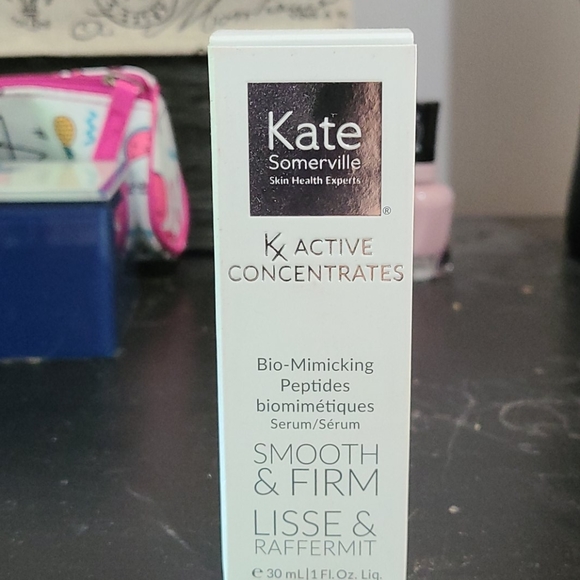 Kate
Somerville
Skin Health Experts
®
Kx ACTIVE
CONCENTRATES
Bio-Mimicking
Peptides
biomimétiques
Serum/Sérum
SMOOTH
& FIRM
LISSE &
RAFFERMIT
℮ 30 mL|1 Fl. Oz. Liq.